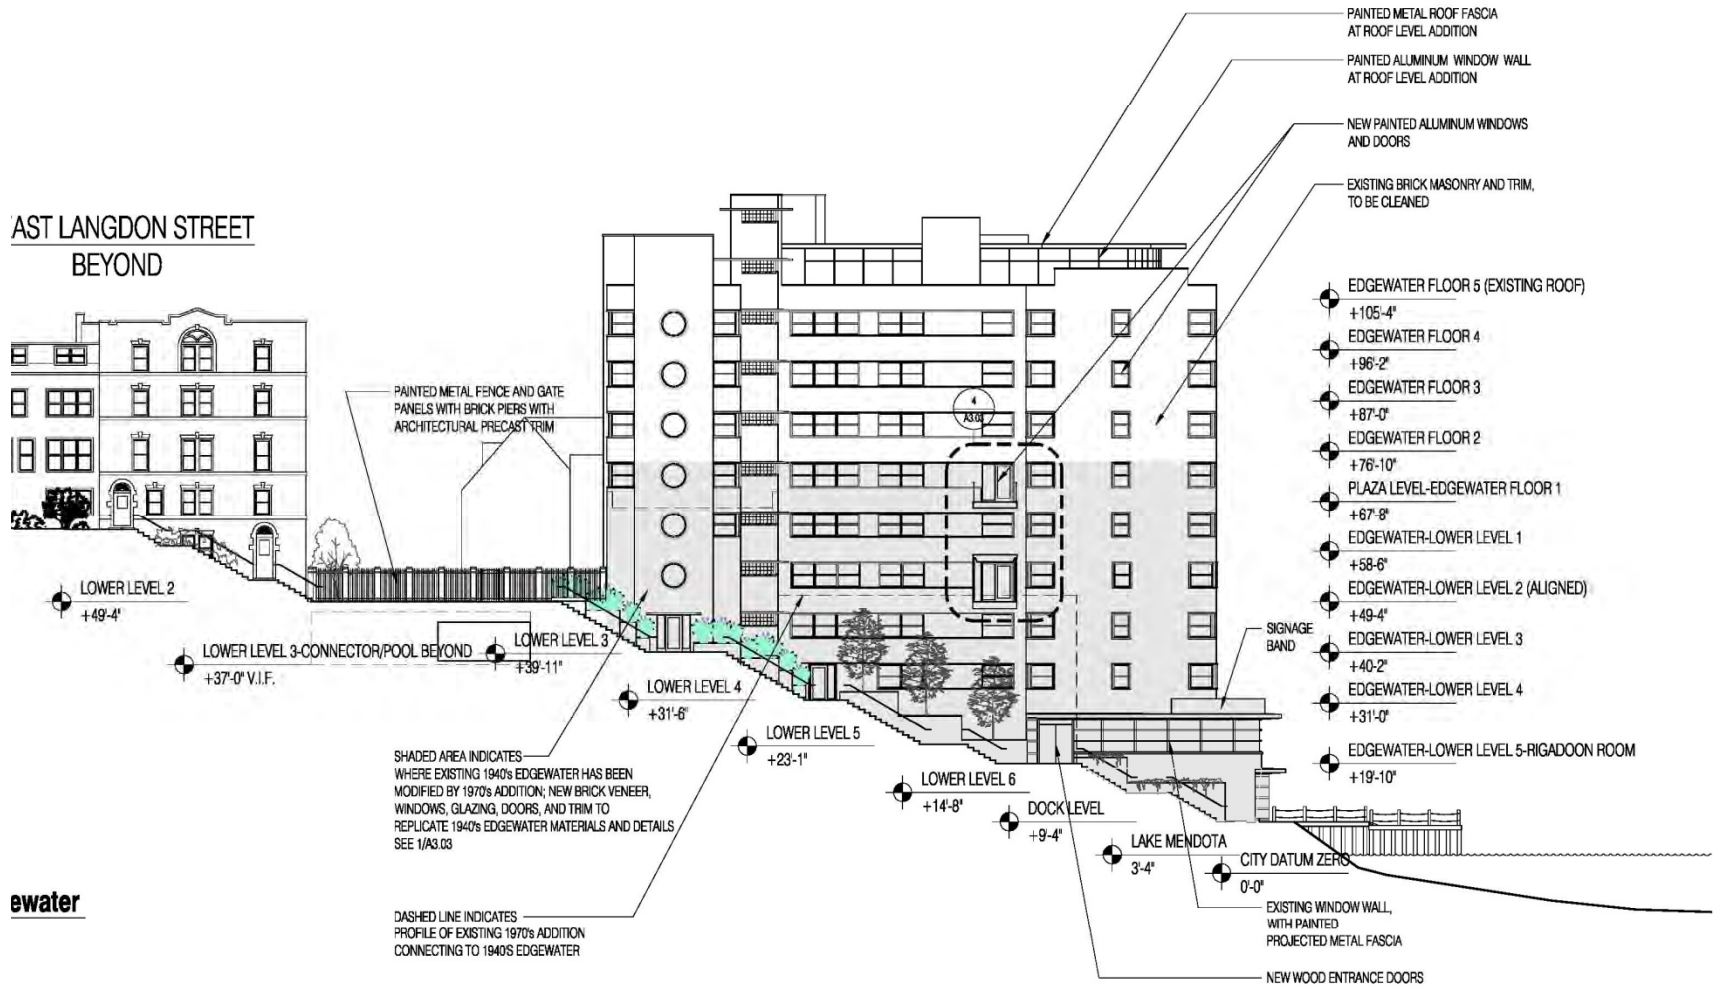 PAINTED METAL ROOF FASCIA
AT ROOF LEVEL ADDITION
PAINTED ALUMINUM WINDOW WALL
AT ROOF LEVEL ADDITION
NEW PAINTED ALUMINUM WINDOWS
AND DOORS
EXISTING BRICK MASONRY AND TRIM,
TO BE CLEANED
AST LANGDON STREET
BEYOND
PAINTED METAL FENCE AND GATE
PANELS WITH BRICK PIERS WITH
ARCHITECTURAL PRECAST TRIM
4
A3.03
EDGEWATER FLOOR 5 (EXISTING ROOF)
+105'-4"
EDGEWATER FLOOR 4
+96'-2"
EDGEWATER FLOOR 3
+87'-0"
EDGEWATER FLOOR 2
+76'-10"
PLAZA LEVEL-EDGEWATER FLOOR 1
+67'-8"
EDGEWATER-LOWER LEVEL 1
+58'-6"
EDGEWATER-LOWER LEVEL 2 (ALIGNED)
+49'-4"
EDGEWATER-LOWER LEVEL 3
+40'-2"
EDGEWATER-LOWER LEVEL 4
+31'-0"
EDGEWATER-LOWER LEVEL 5-RIGADOON ROOM
+19'-10"
SIGNAGE
BAND
LOWER LEVEL 2
+49'-4"
LOWER LEVEL 3-CONNECTOR/POOL BEYOND
+37'-0" V.I.F.
LOWER LEVEL 3
+39'-11"
LOWER LEVEL 4
+31'-6"
LOWER LEVEL 5
+23'-1"
LOWER LEVEL 6
+14'-8"
DOCK LEVEL
+9'-4"
LAKE MENDOTA
3'-4"
CITY DATUM ZERO
0'-0"
SHADED AREA INDICATES
WHERE EXISTING 1940's EDGEWATER HAS BEEN
MODIFIED BY 1970's ADDITION; NEW BRICK VENEER,
WINDOWS, GLAZING, DOORS, AND TRIM TO
REPLICATE 1940's EDGEWATER MATERIALS AND DETAILS
SEE 1/A3.03
DASHED LINE INDICATES
PROFILE OF EXISTING 1970's ADDITION
CONNECTING TO 1940'S EDGEWATER
EXISTING WINDOW WALL,
WITH PAINTED
PROJECTED METAL FASCIA
NEW WOOD ENTRANCE DOORS
ewater